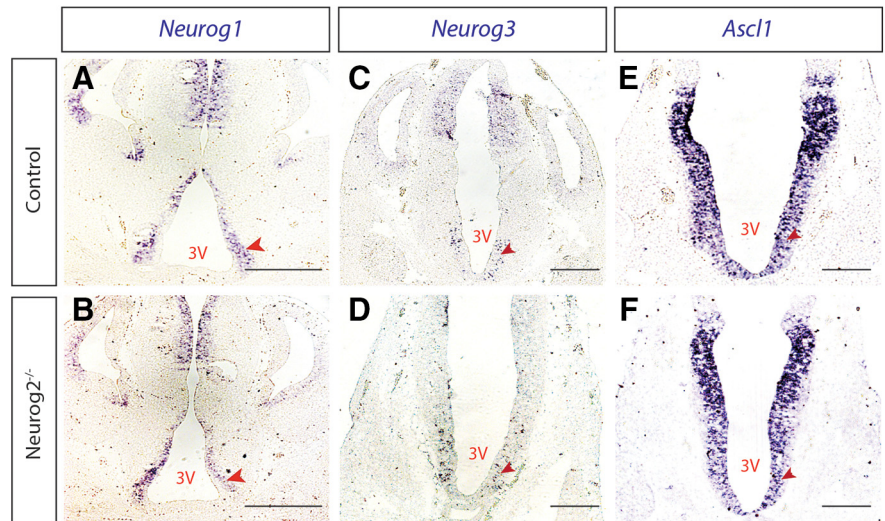 Neurog1 Neurog3 Ascl1
Control
A
3V
C
3V
E
3V
Neurog2-/-
B
3V
D
3V
F
3V